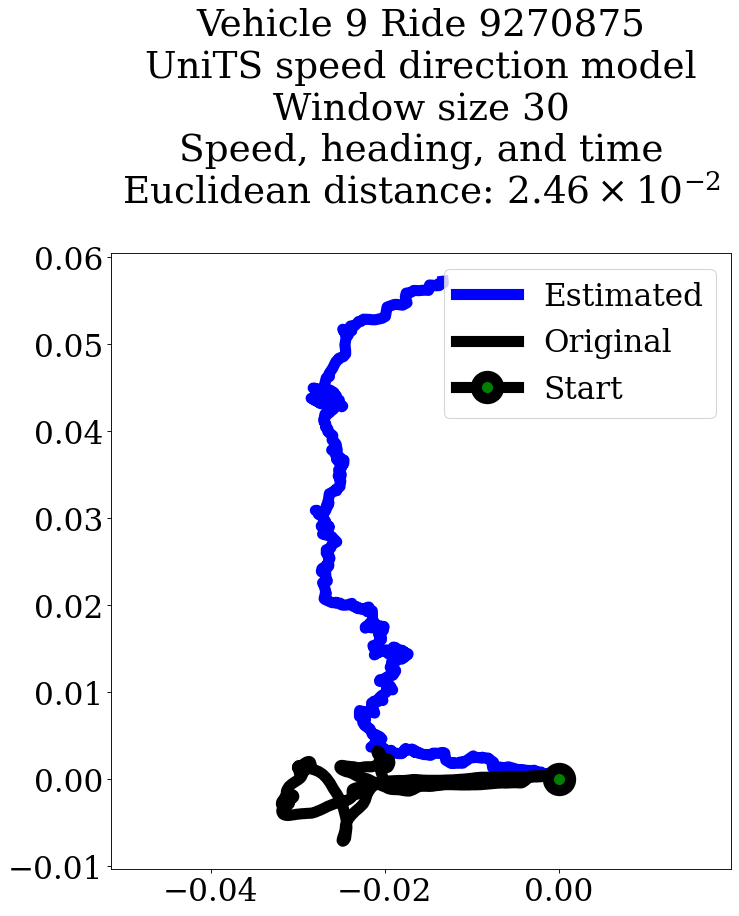 Vehicle 9 Ride 9270875
UniTS speed direction model
Window size 30
Speed, heading, and time
Euclidean distance: 2.46 × 10⁻²
0.06
Estimated
0.05
Original
Start
0.04
0.03
0.02
0.01
0.00
−0.01
−0.04
−0.02
0.00